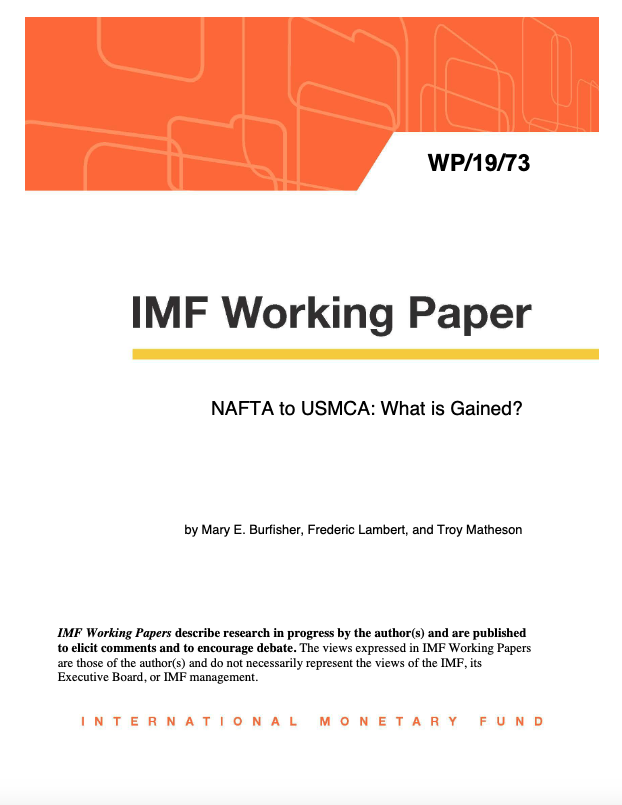 WP/19/73
IMF Working Paper
NAFTA to USMCA: What is Gained?
by Mary E. Burfisher, Frederic Lambert, and Troy Matheson
IMF Working Papers describe research in progress by the author(s) and are published
to elicit comments and to encourage debate. The views expressed in IMF Working Papers
are those of the author(s) and do not necessarily represent the views of the IMF, its
Executive Board, or IMF management.
INTERNATIONAL MONETARY FUND